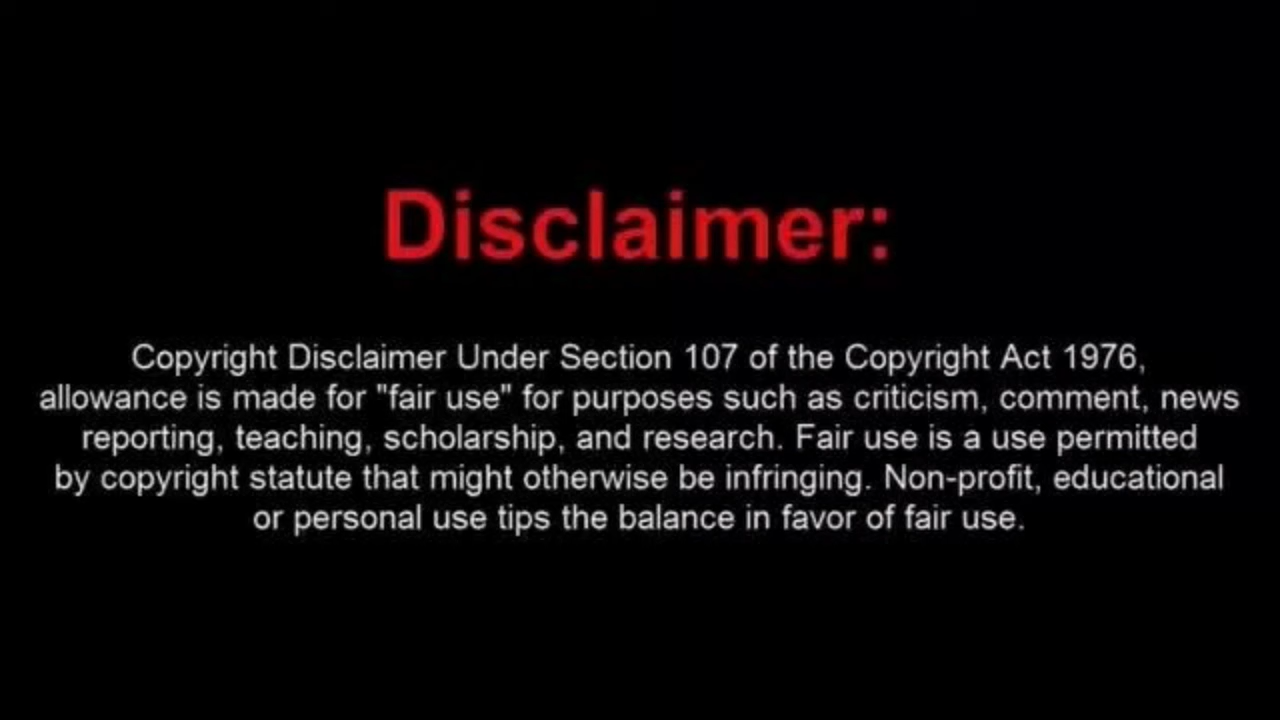 Disclaimer:
Copyright Disclaimer Under Section 107 of the Copyright Act 1976,
allowance is made for "fair use" for purposes such as criticism, comment, news
reporting, teaching, scholarship, and research. Fair use is a use permitted
by copyright statute that might otherwise be infringing. Non-profit, educational
or personal use tips the balance in favor of fair use.